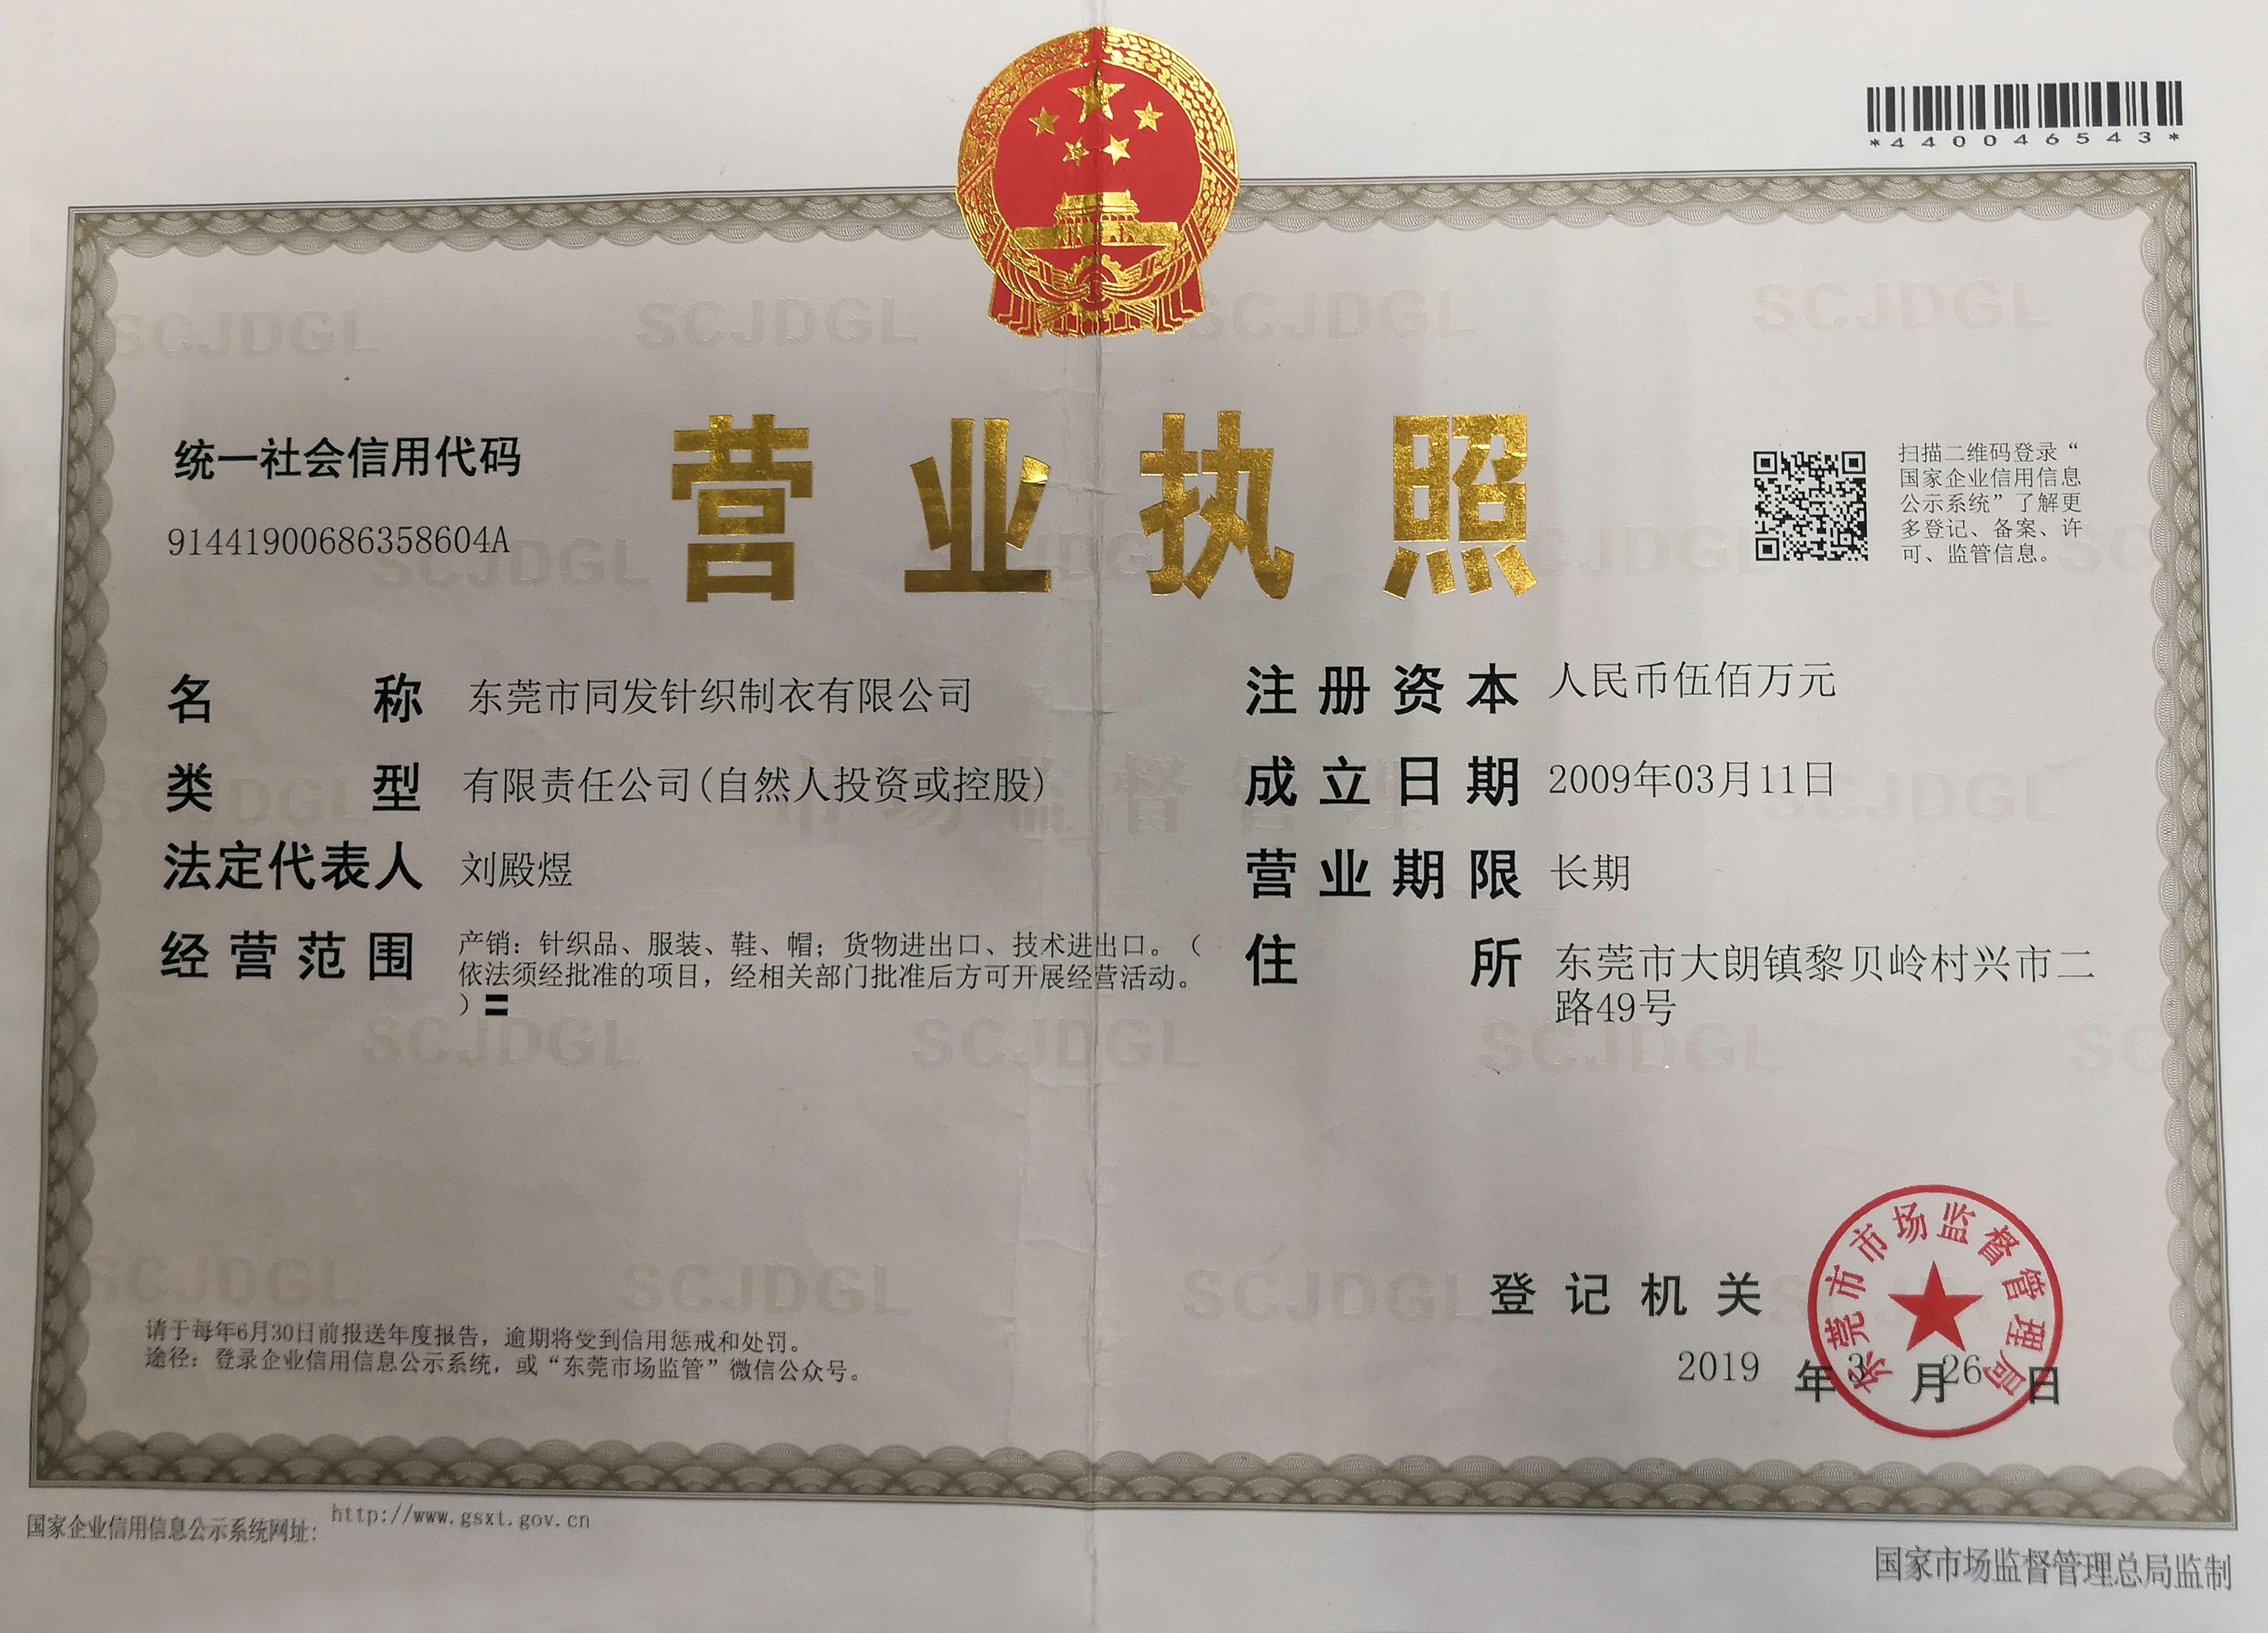 *440046543*
统一社会信用代码
91441900686358604A
营业执照
扫描二维码登录“
国家企业信用信息
公示系统”了解更
多登记、备案、许
可、监管信息。
名称 东莞市同发针织制衣有限公司
类型 有限责任公司(自然人投资或控股)
法定代表人 刘殿煜
经营范围 产销：针织品、服装、鞋、帽；货物进出口、技术进出口。（
依法须经批准的项目，经相关部门批准后方可开展经营活动。
）
注册资本 人民币伍佰万元
成立日期 2009年03月11日
营业期限 长期
住所 东莞市大朗镇黎贝岭村兴市二
路49号
SCJDGL
市场监督管理
请于每年6月30日前报送年度报告，逾期将受到信用惩戒和处罚。
途径：登录企业信用信息公示系统，或“东莞市场监管”微信公众号。
登记机关
东莞市市场监督管理局
2019年3月26日
国家企业信用信息公示系统网址: http://www.gsxt.gov.cn
国家市场监督管理总局监制